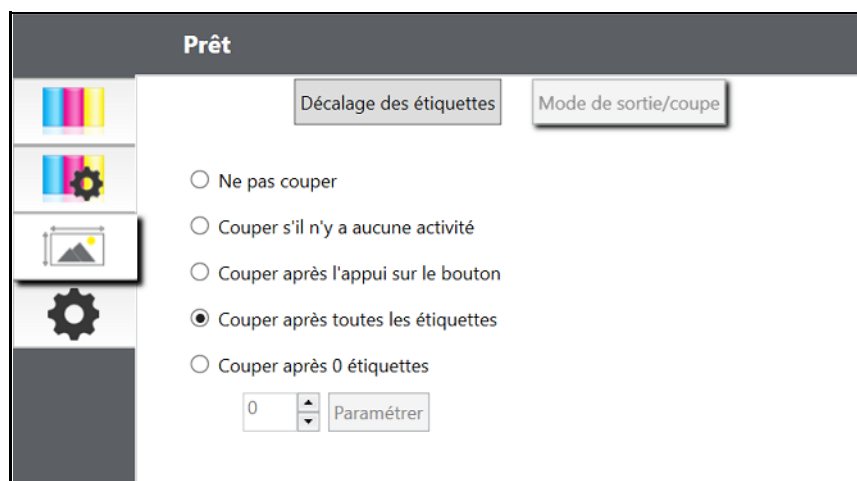 Prêt
Décalage des étiquettes Mode de sortie/coupe
Ne pas couper
Couper s'il n'y a aucune activité
Couper après l'appui sur le bouton
Couper après toutes les étiquettes
Couper après 0 étiquettes
0 Paramétrer